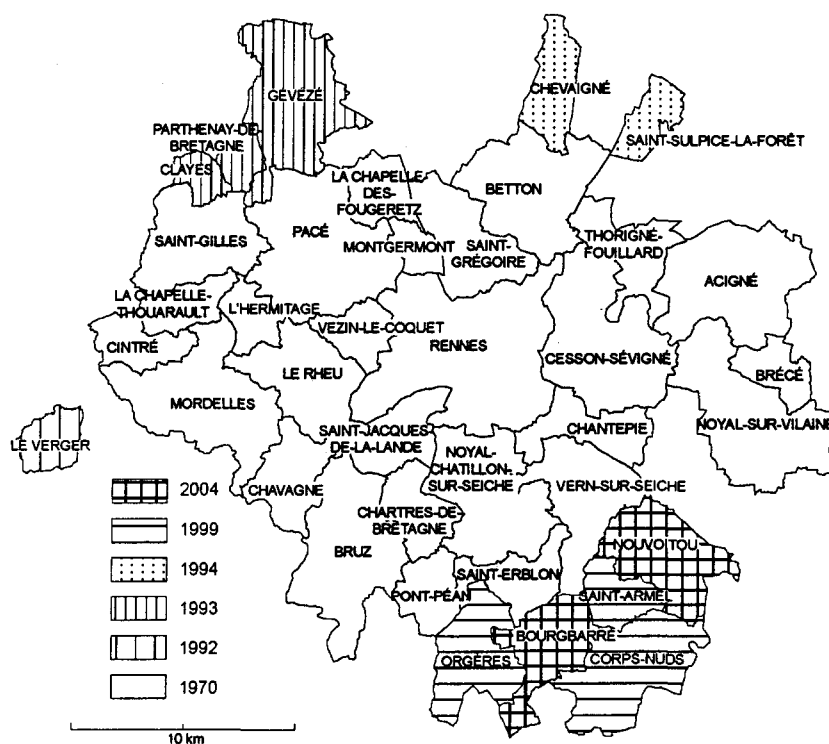 GÉVÉZÉ
CHEVAIGNÉ
PARTHENAY-DE-
BRETAGNE
SAINT-SULPICE-LA-FORÊT
CLAYES
LA CHAPELLE
DES-
FOUGERETZ
BETTON
SAINT-GILLES
PACÉ
MONTGERMONT
SAINT-
GRÉGOIRE
THORIGNÉ-
FOUILLARD
ACIGNÉ
LA CHAPELLE-
THOUARAULT
L'HERMITAGE
VEZIN-LE-COQUET
RENNES
CINTRÉ
CESSON-SÉVIGNÉ
LE RHEU
BRÉCÉ
MORDELLES
SAINT-JACQUES
DE-LA-LANDE
CHANTEPIE
NOYAL-SUR-VILAINE
LE VERGER
NOYAL-
CHATILLON-
SUR-SEICHE
CHAVAGNE
VERN-SUR-SEICHE
CHARTRES-DE-
BRETAGNE
BRUZ
NOUVOITOU
SAINT-ERBLON
PONT-PÉAN
SAINT-ARMEL
BOURGBARRÉ
ORGÈRES
CORPS-NUDS
2004
1999
1994
1993
1992
1970
10 km